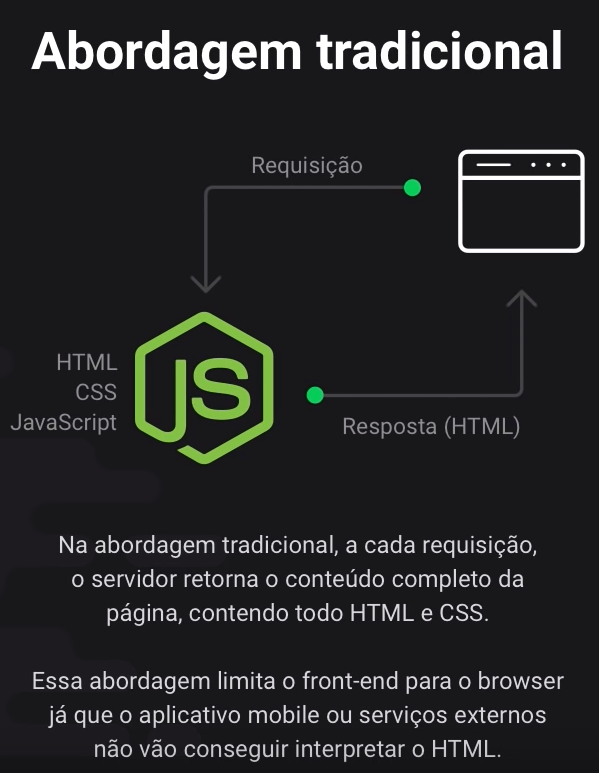 Abordagem tradicional
Requisição
HTML
CSS
JavaScript
JS
Resposta (HTML)
Na abordagem tradicional, a cada requisição,
o servidor retorna o conteúdo completo da
página, contendo todo HTML e CSS.
Essa abordagem limita o front-end para o browser
já que o aplicativo mobile ou serviços externos
não vão conseguir interpretar o HTML.